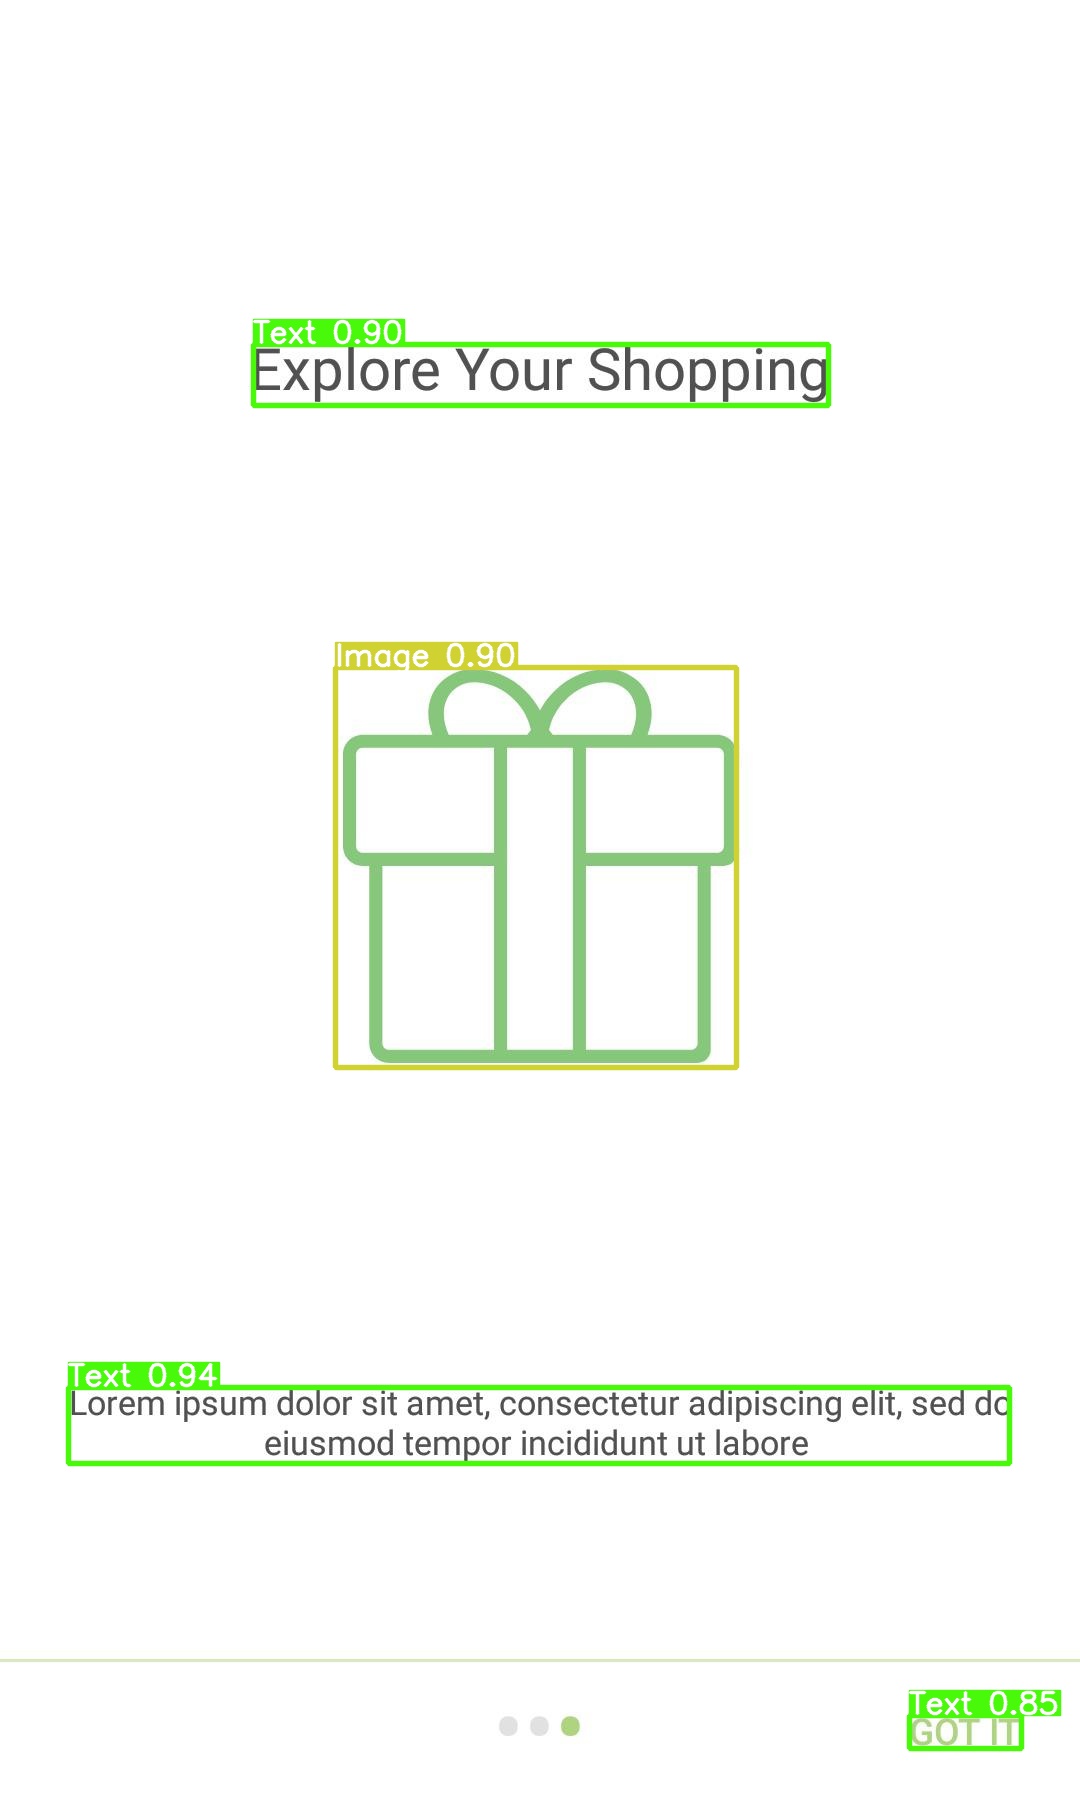 Text 0.90
Explore Your Shopping
Image 0.90
Text 0.94
Lorem ipsum dolor sit amet, consectetur adipiscing elit, sed do
eiusmod tempor incididunt ut labore
Text 0.85
GOT IT